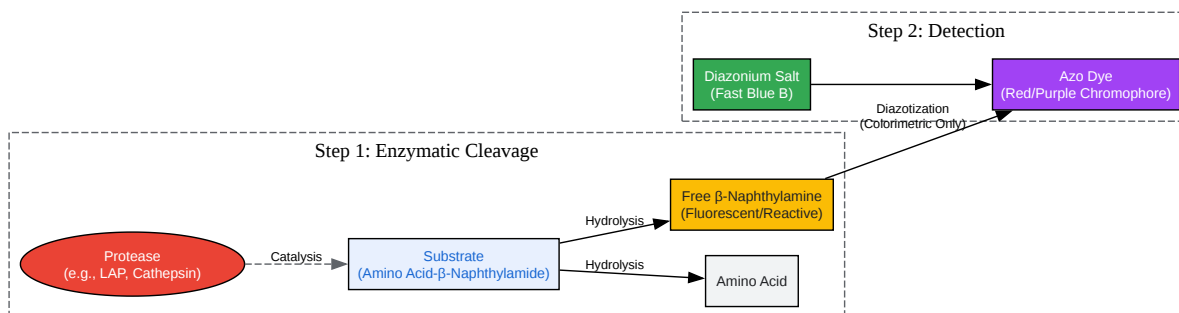 Step 2: Detection
Diazonium Salt
(Fast Blue B)
Azo Dye
(Red/Purple Chromophore)
Diazotization
(Colorimetric Only)
Step 1: Enzymatic Cleavage
Free β-Naphthylamine
(Fluorescent/Reactive)
Hydrolysis
Protease
(e.g., LAP, Cathepsin)
Catalysis
Substrate
(Amino Acid-β-Naphthylamide)
Hydrolysis
Amino Acid